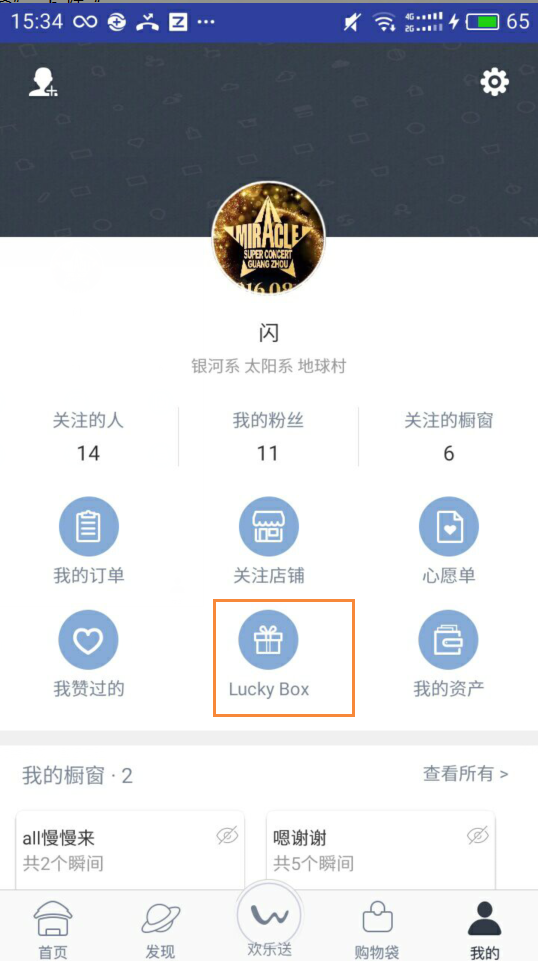 15:34
4G
2G
65
MIRACLE
SUPER CONCERT
GUANG ZHOU
闪
银河系 太阳系 地球村
关注的人 我的粉丝 关注的橱窗
14 11 6
我的订单 关注店铺 心愿单
我赞过的 Lucky Box 我的资产
我的橱窗 · 2 查看所有 >
all慢慢来 嗯谢谢
共2个瞬间 共5个瞬间
首页 发现 欢乐送 购物袋 我的